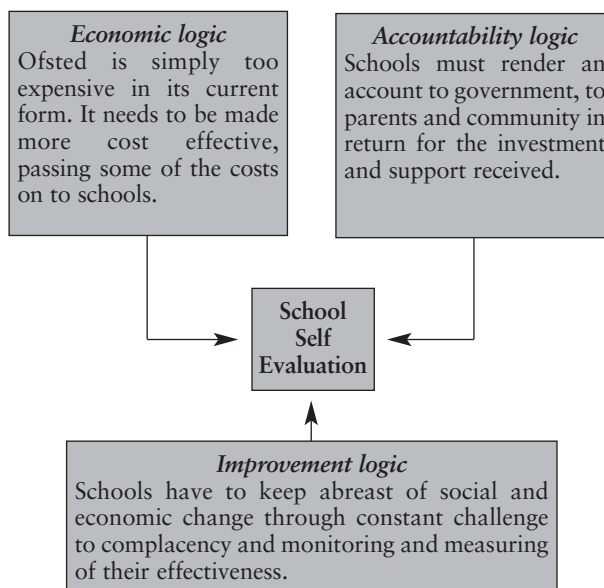 Economic logic
Ofsted is simply too
expensive in its current
form. It needs to be made
more cost effective,
passing some of the costs
on to schools.
Accountability logic
Schools must render an
account to government, to
parents and community in
return for the investment
and support received.
School
Self
Evaluation
Improvement logic
Schools have to keep abreast of social and
economic change through constant challenge
to complacency and monitoring and measuring
of their effectiveness.